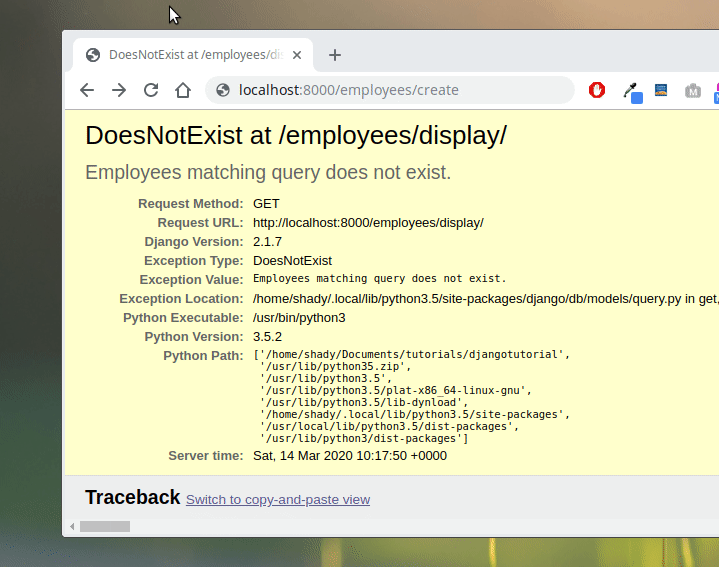 DoesNotExist at /employees/di
localhost:8000/employees/create
M
DoesNotExist at /employees/display/
Employees matching query does not exist.
Request Method: GET
Request URL: http://localhost:8000/employees/display/
Django Version: 2.1.7
Exception Type: DoesNotExist
Exception Value: Employees matching query does not exist.
Exception Location: /home/shady/.local/lib/python3.5/site-packages/django/db/models/query.py in get,
Python Executable: /usr/bin/python3
Python Version: 3.5.2
Python Path: ['/home/shady/Documents/tutorials/djangotutorial',
'/usr/lib/python35.zip',
'/usr/lib/python3.5',
'/usr/lib/python3.5/plat-x86_64-linux-gnu',
'/usr/lib/python3.5/lib-dynload',
'/home/shady/.local/lib/python3.5/site-packages',
'/usr/local/lib/python3.5/dist-packages',
'/usr/lib/python3/dist-packages']
Server time: Sat, 14 Mar 2020 10:17:50 +0000
Traceback Switch to copy-and-paste view